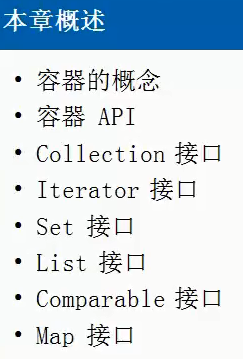 本章概述
• 容器的概念
• 容器 API
• Collection 接口
• Iterator 接口
• Set 接口
• List 接口
• Comparable 接口
• Map 接口